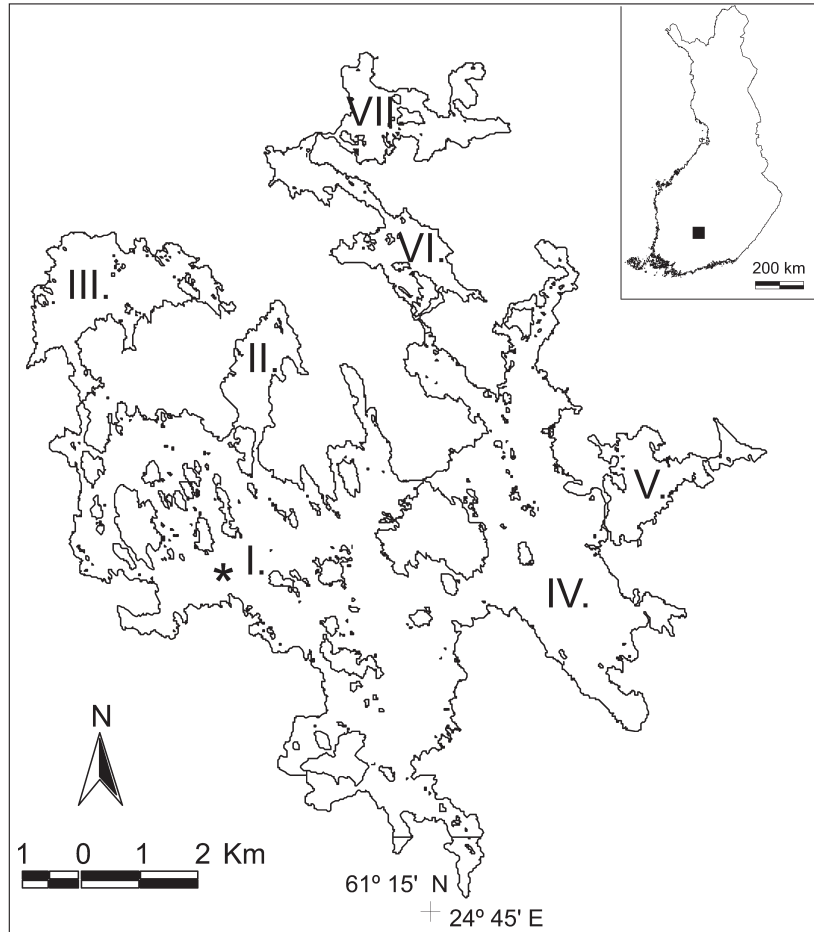 VII
VI.
200 km
III.
II.
V.
I.
*
IV.
N
1 0 1 2 Km
61º 15' N
24º 45' E